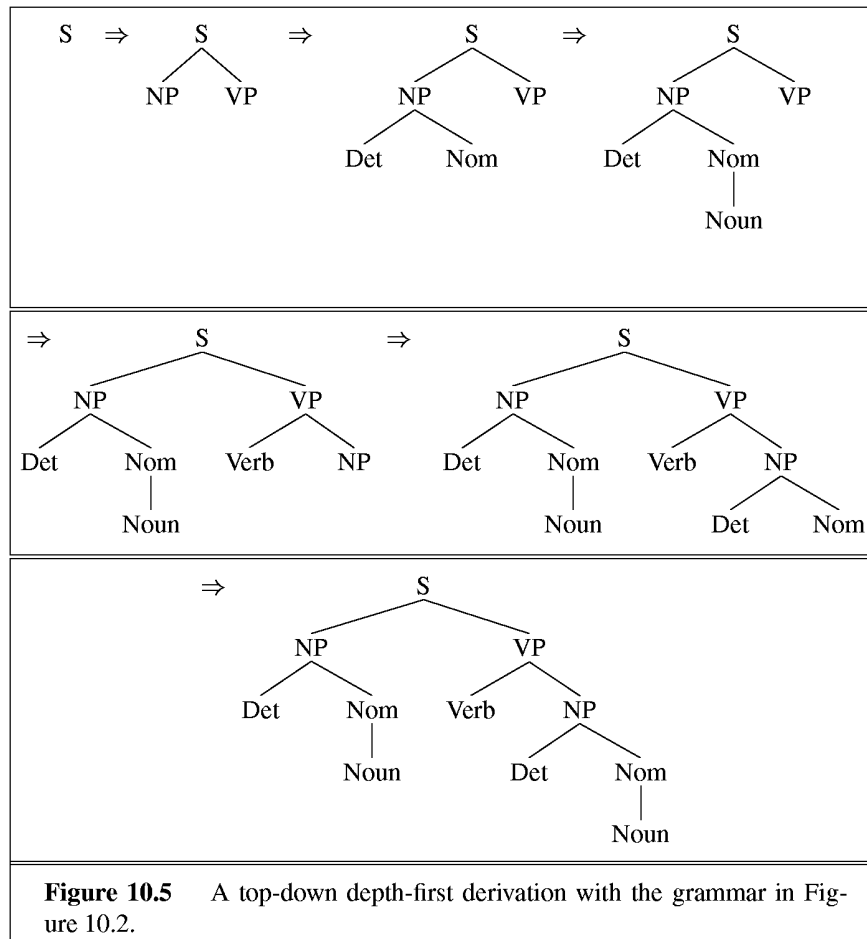 S ⇒ S ⇒ S ⇒ S
NP VP NP VP NP VP
Det Nom Det Nom
Noun
⇒ S ⇒ S
NP VP NP VP
Det Nom Verb NP Det Nom Verb NP
Noun Noun Det Nom
⇒ S
NP VP
Det Nom Verb NP
Noun Det Nom
Noun
Figure 10.5 A top-down depth-first derivation with the grammar in Fig-
ure 10.2.